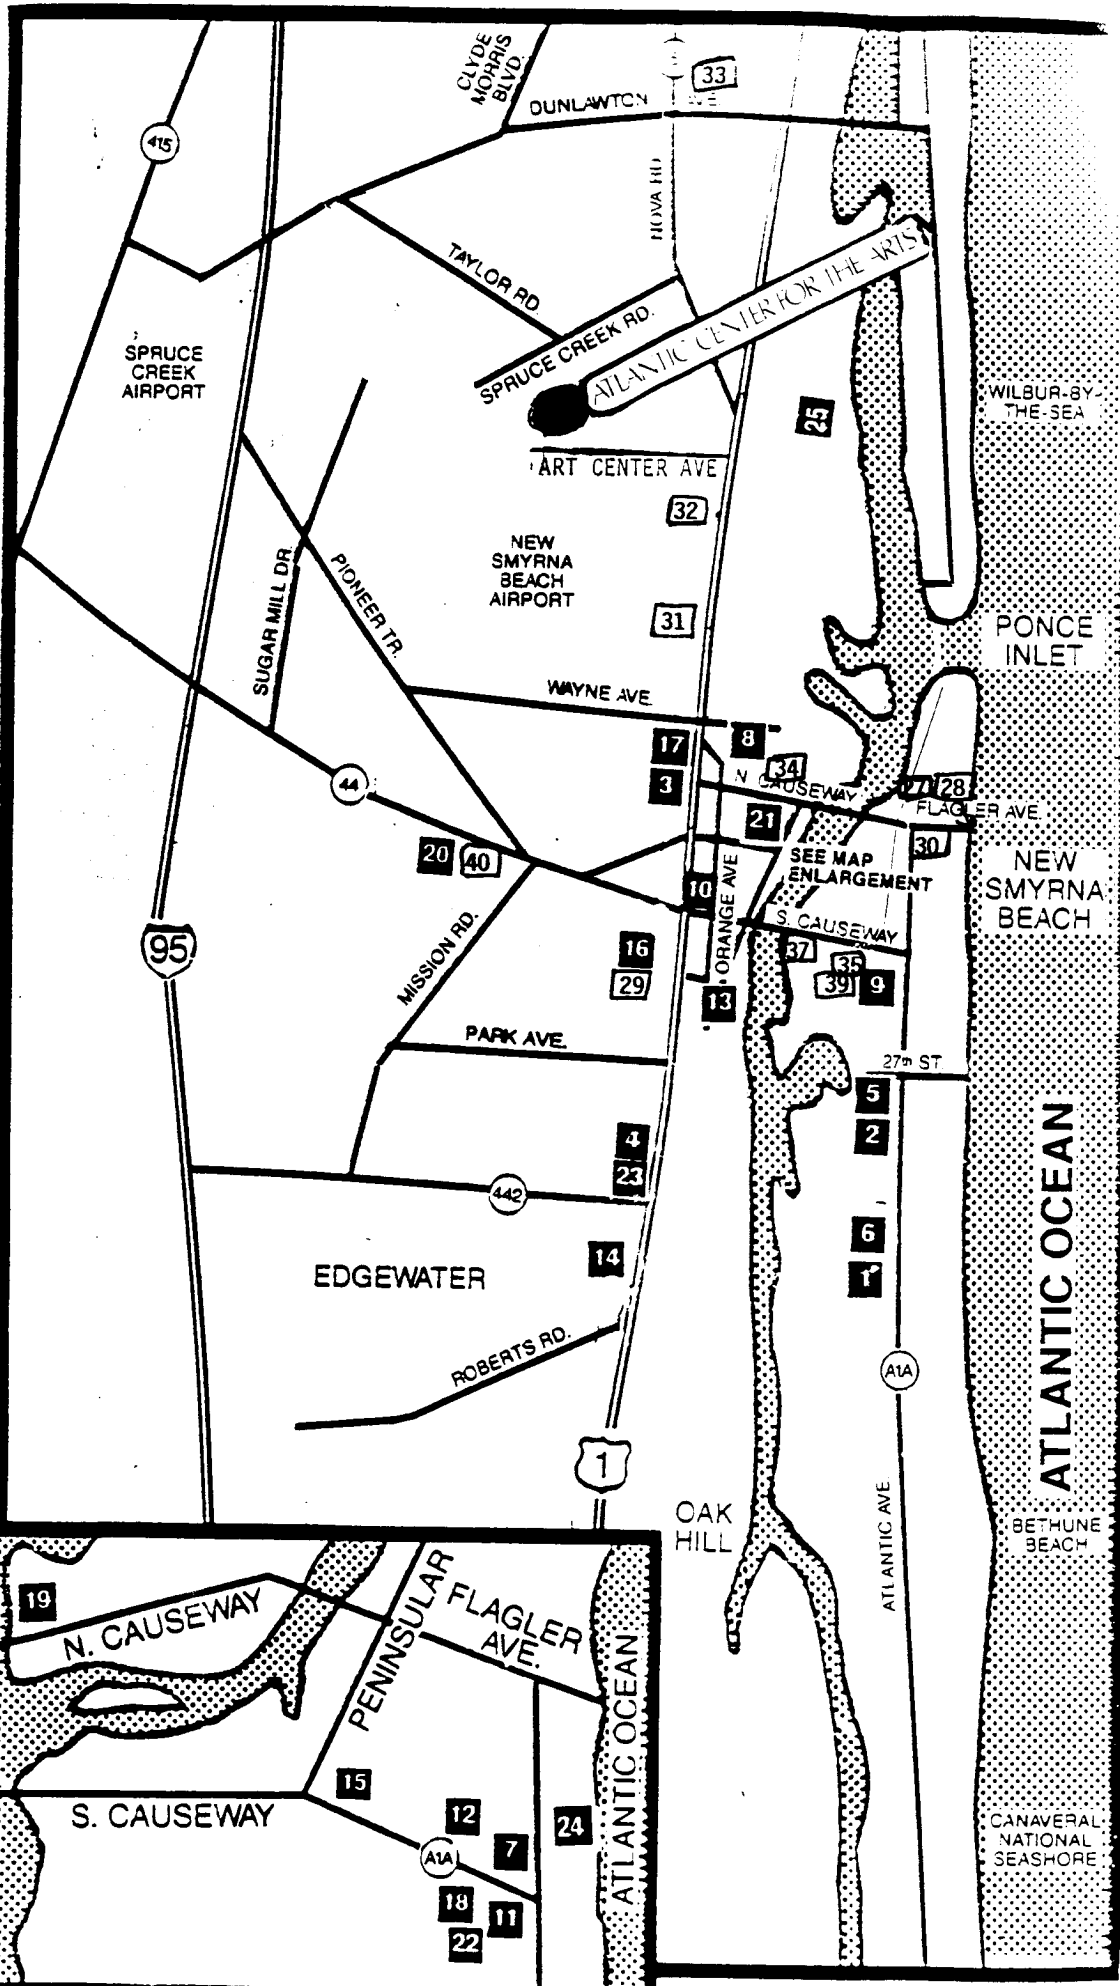 CLYDE
MORRIS
BLVD.
33
DUNLAWTON AVE
415
NOVA RD
TAYLOR RD.
SPRUCE CREEK RD.
ATLANTIC CENTER FOR THE ARTS
SPRUCE
CREEK
AIRPORT
25
WILBUR-BY-
THE-SEA
ART CENTER AVE
32
NEW
SMYRNA
BEACH
AIRPORT
SUGAR MILL DR.
PIONEER TR.
31
PONCE
INLET
WAYNE AVE.
17
8
34
3
N CAUSEWAY
27
28
FLAGLER AVE.
44
21
30
20
40
SEE MAP
ENLARGEMENT
NEW
SMYRNA
BEACH
10
ORANGE AVE
S. CAUSEWAY
95
MISSION RD.
16
29
37
35
39
9
13
PARK AVE.
27th ST.
5
2
4
23
442
6
1
14
EDGEWATER
ATLANTIC OCEAN
ROBERTS RD.
A1A
1
ATLANTIC AVE
OAK
HILL
BETHUNE
BEACH
CANAVERAL
NATIONAL
SEASHORE
19
N. CAUSEWAY
PENINSULAR
FLAGLER
AVE.
ATLANTIC OCEAN
15
S. CAUSEWAY
12
24
7
A1A
18
11
22